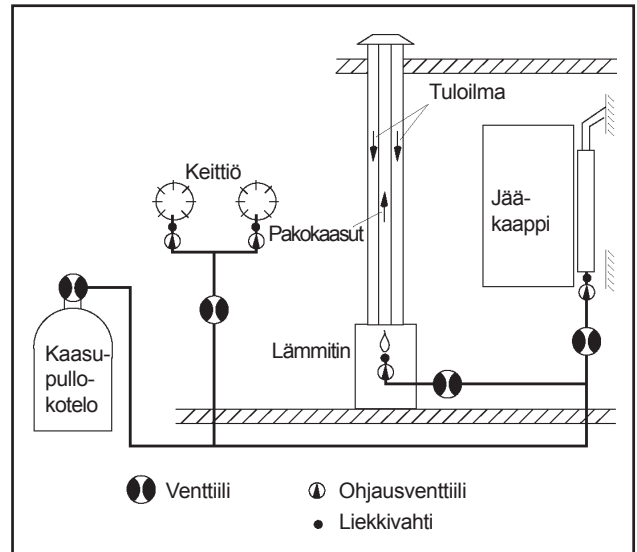 Tuloilma
Keittiö
Jää-
kaappi
Pakokaasut
Lämmitin
Kaasu-
pullo-
kotelo
Venttiili
Ohjausventtiili
Liekkivahti